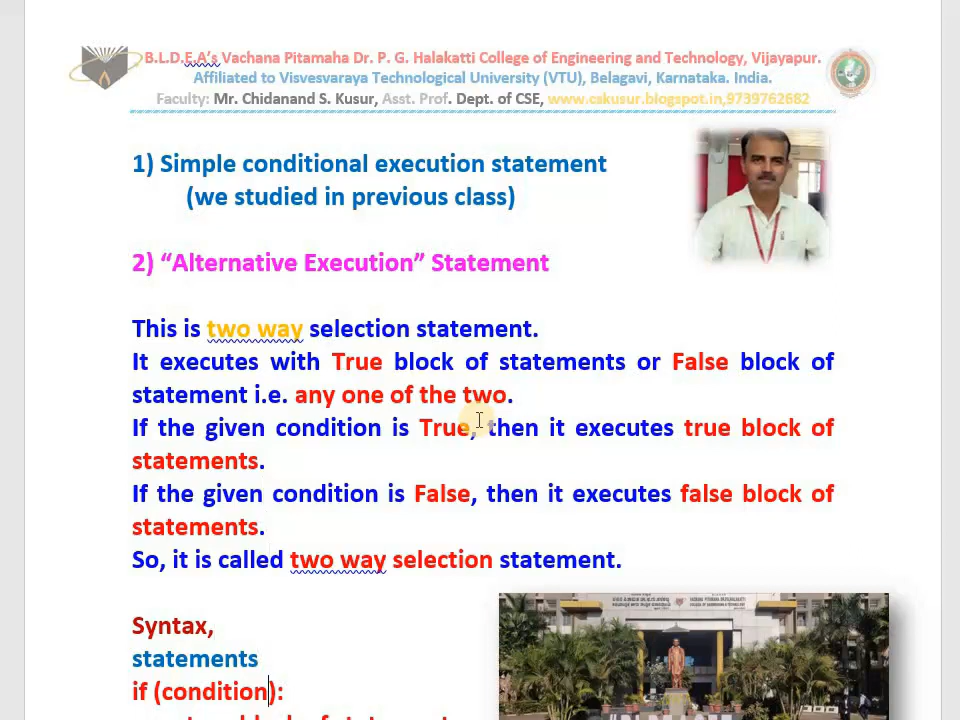 B.L.D.E.A's Vachana Pitamaha Dr. P. G. Halakatti College of Engineering and Technology, Vijayapur.
Affiliated to Visvesvaraya Technological University (VTU), Belagavi, Karnataka. India.
Faculty: Mr. Chidanand S. Kusur, Asst. Prof. Dept. of CSE, www.cskusur.blogspot.in,9739762682
1) Simple conditional execution statement
(we studied in previous class)
2) “Alternative Execution” Statement
This is two way selection statement.
It executes with True block of statements or False block of
statement i.e. any one of the two.
If the given condition is True, then it executes true block of
statements.
If the given condition is False, then it executes false block of
statements.
So, it is called two way selection statement.
Syntax,
statements
if (condition):